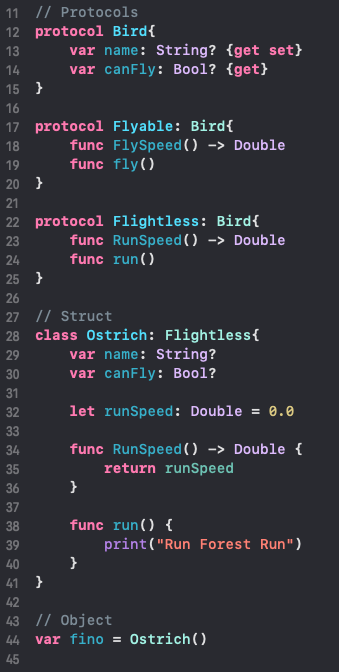 11 // Protocols
12 protocol Bird{
13     var name: String? {get set}
14     var canFly: Bool? {get}
15 }
16
17 protocol Flyable: Bird{
18     func FlySpeed() -> Double
19     func fly()
20 }
21
22 protocol Flightless: Bird{
23     func RunSpeed() -> Double
24     func run()
25 }
26
27 // Struct
28 class Ostrich: Flightless{
29     var name: String?
30     var canFly: Bool?
31
32     let runSpeed: Double = 0.0
33
34     func RunSpeed() -> Double {
35         return runSpeed
36     }
37
38     func run() {
39         print("Run Forest Run")
40     }
41 }
42
43 // Object
44 var fino = Ostrich()
45